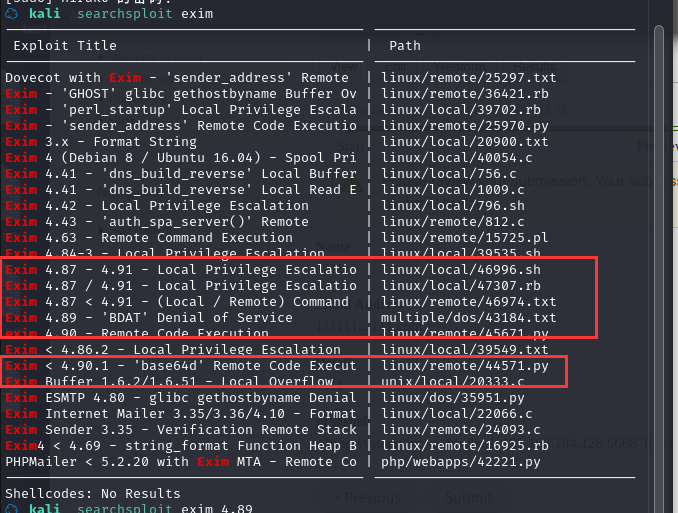 kali searchsploit exim
Exploit Title | Path
Dovecot with Exim - 'sender_address' Remote | linux/remote/25297.txt
Exim - 'GHOST' glibc gethostbyname Buffer Ov | linux/remote/36421.rb
Exim - 'perl_startup' Local Privilege Escala | linux/local/39702.rb
Exim - 'sender_address' Remote Code Executio | linux/remote/25970.py
Exim 3.x - Format String | linux/local/20900.txt
Exim 4 (Debian 8 / Ubuntu 16.04) - Spool Pri | linux/local/40054.c
Exim 4.41 - 'dns_build_reverse' Local Buffer | linux/local/756.c
Exim 4.41 - 'dns_build_reverse' Local Read E | linux/local/1009.c
Exim 4.42 - Local Privilege Escalation | linux/local/796.sh
Exim 4.43 - 'auth_spa_server()' Remote | linux/remote/812.c
Exim 4.63 - Remote Command Execution | linux/remote/15725.pl
Exim 4.84-3 - Local Privilege Escalation | linux/local/39535.sh
Exim 4.87 - 4.91 - Local Privilege Escalatio | linux/local/46996.sh
Exim 4.87 / 4.91 - Local Privilege Escalatio | linux/local/47307.rb
Exim 4.87 < 4.91 - (Local / Remote) Command | linux/remote/46974.txt
Exim 4.89 - 'BDAT' Denial of Service | multiple/dos/43184.txt
Exim 4.90 - Remote Code Execution | linux/remote/45671.py
Exim < 4.86.2 - Local Privilege Escalation | linux/local/39549.txt
Exim < 4.90.1 - 'base64d' Remote Code Execut | linux/remote/44571.py
Exim Buffer 1.6.2/1.6.51 - Local Overflow | unix/local/20333.c
Exim ESMTP 4.80 - glibc gethostbyname Denial | linux/dos/35951.py
Exim Internet Mailer 3.35/3.36/4.10 - Format | linux/local/22066.c
Exim Sender 3.35 - Verification Remote Stack | linux/remote/24093.c
Exim4 < 4.69 - string_format Function Heap B | linux/remote/16925.rb
PHPMailer < 5.2.20 with Exim MTA - Remote Co | php/webapps/42221.py
Shellcodes: No Results
kali searchsploit exim 4.89